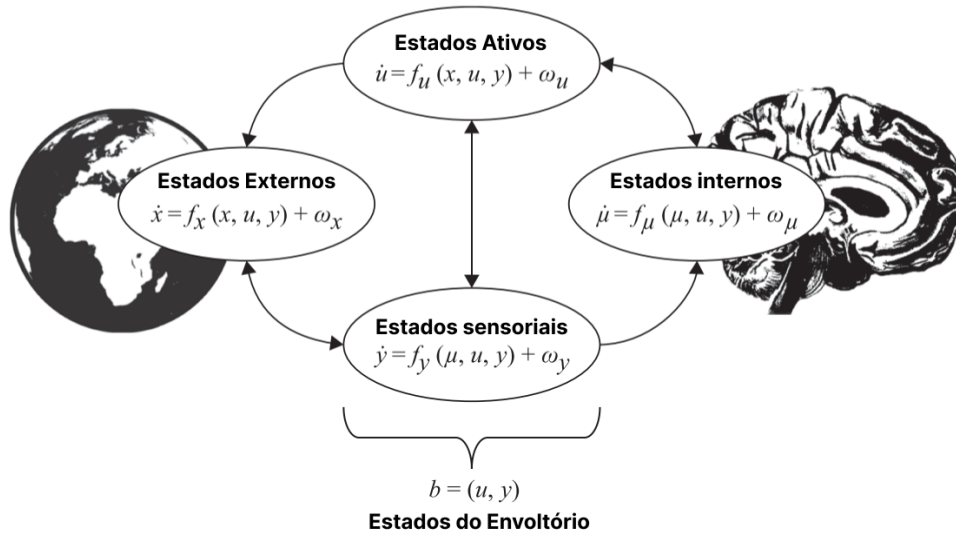 Estados Ativos
u̇ = f_u (x, u, y) + ω_u
Estados Externos
ẋ = f_x (x, u, y) + ω_x
Estados internos
μ̇ = f_μ (μ, u, y) + ω_μ
Estados sensoriais
ẏ = f_y (μ, u, y) + ω_y
b = (u, y)
Estados do Envoltório